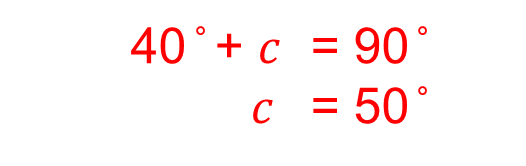 40° + c = 90°
c = 50°